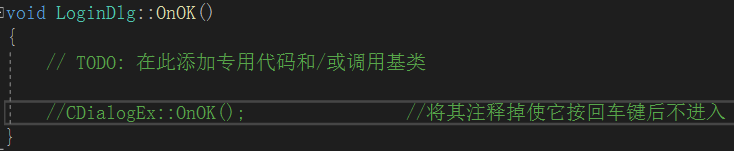 void LoginDlg::OnOK()
{
// TODO: 在此添加专用代码和/或调用基类
//CDialogEx::OnOK(); //将其注释掉使它按回车键后不进入
}